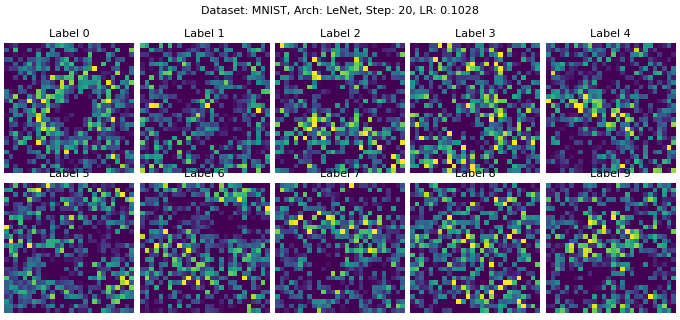 Dataset: MNIST, Arch: LeNet, Step: 20, LR: 0.1028
Label 0 Label 1 Label 2 Label 3 Label 4
Label 5 Label 6 Label 7 Label 8 Label 9